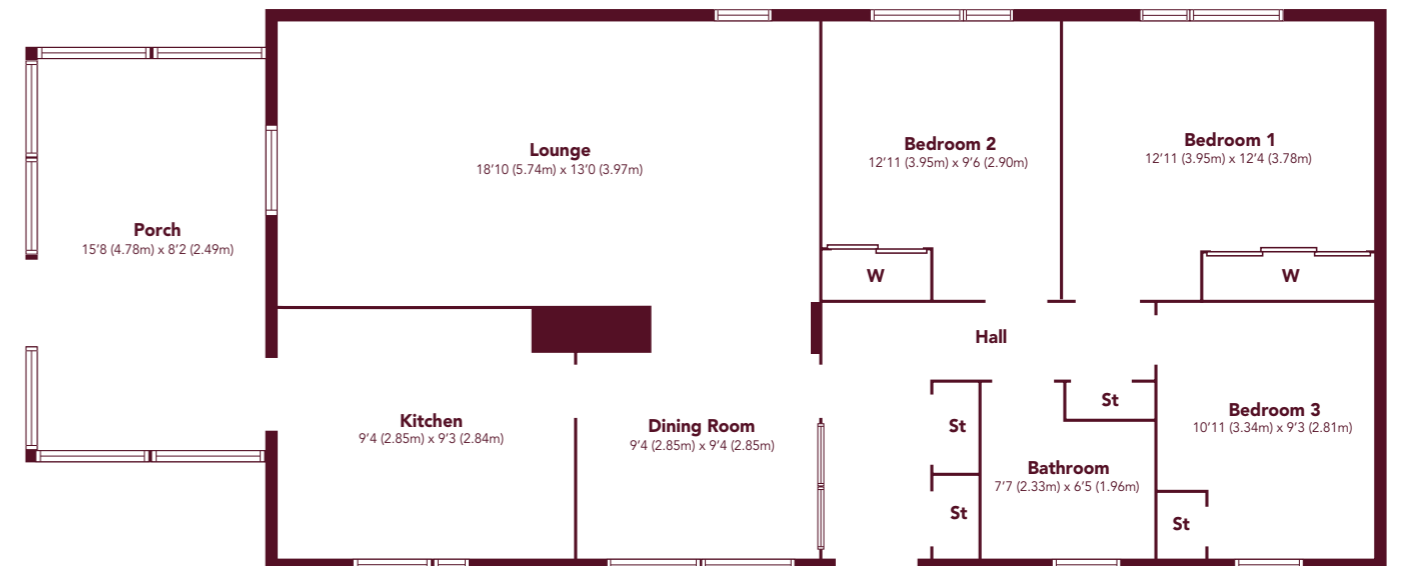 Lounge
18’10 (5.74m) x 13’0 (3.97m)
Bedroom 2
12’11 (3.95m) x 9’6 (2.90m)
Bedroom 1
12’11 (3.95m) x 12’4 (3.78m)
Porch
15’8 (4.78m) x 8’2 (2.49m)
W
W
Hall
Kitchen
9’4 (2.85m) x 9’3 (2.84m)
Dining Room
9’4 (2.85m) x 9’4 (2.85m)
St
St
Bedroom 3
10’11 (3.34m) x 9’3 (2.81m)
Bathroom
7’7 (2.33m) x 6’5 (1.96m)
St
St